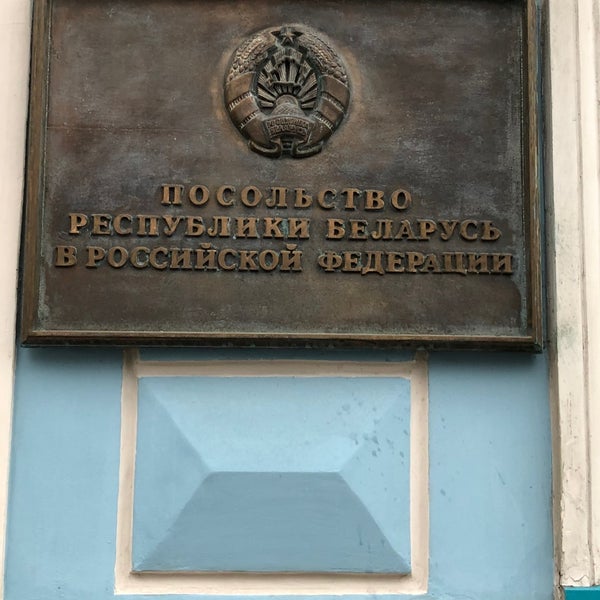 ПОСОЛЬСТВО
РЕСПУБЛИКИ БЕЛАРУСЬ
В РОССИЙСКОЙ ФЕДЕРАЦИИ